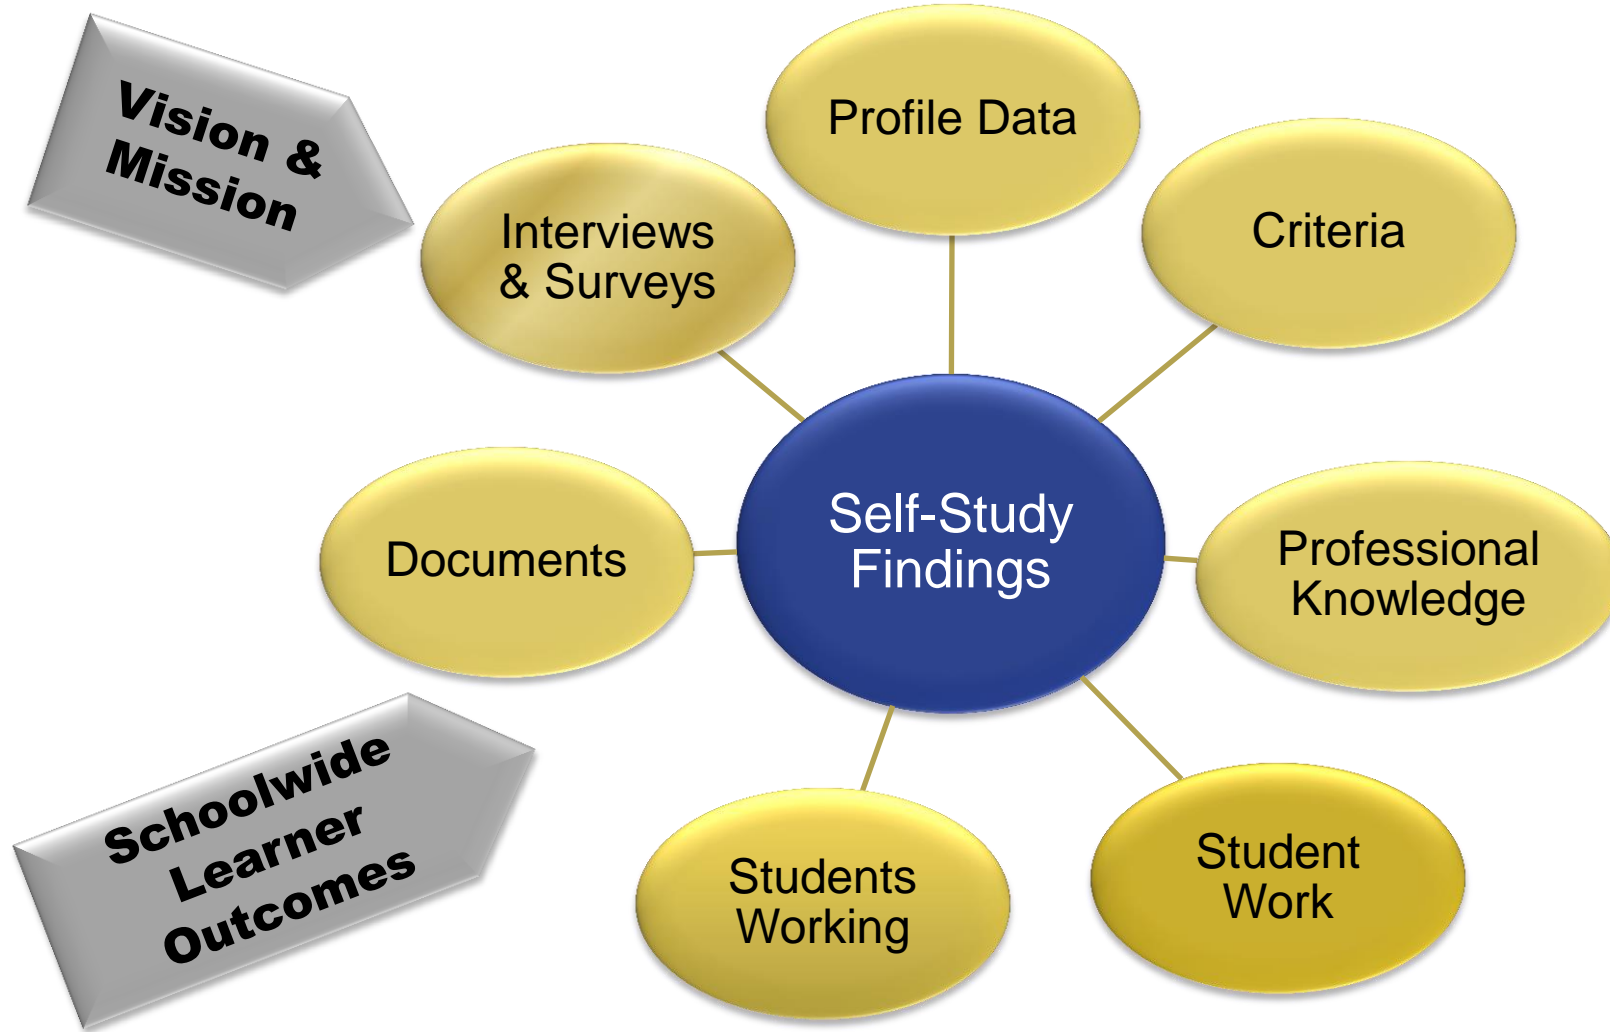 Vision &
Mission
Profile Data
Criteria
Interviews
& Surveys
Self-Study
Findings
Documents
Professional
Knowledge
Schoolwide
Learner
Outcomes
Students
Working
Student
Work